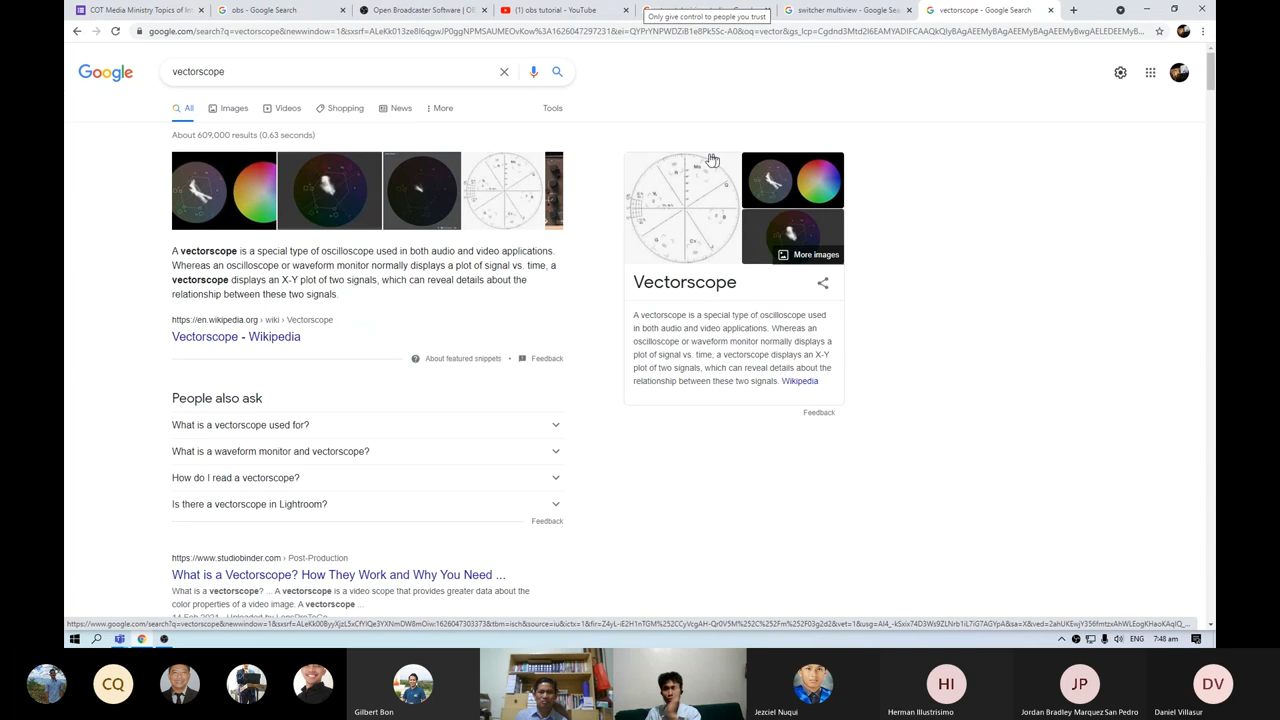 COT Media Ministry Topics of Int
obs - Google Search
Open Broadcaster Software | OB
(1) obs tutorial - YouTube
Only give control to people you trust
switcher multiview - Google Sea
vectorscope - Google Search
Google
vectorscope
All
Images
Videos
Shopping
News
More
Tools
About 609,000 results (0.63 seconds)
A vectorscope is a special type of oscilloscope used in both audio and video applications.
Whereas an oscilloscope or waveform monitor normally displays a plot of signal vs. time, a
vectorscope displays an X-Y plot of two signals, which can reveal details about the
relationship between these two signals.
https://en.wikipedia.org › wiki › Vectorscope
Vectorscope - Wikipedia
About featured snippets
•
Feedback
More images
Vectorscope
A vectorscope is a special type of oscilloscope used
in both audio and video applications. Whereas an
oscilloscope or waveform monitor normally displays a
plot of signal vs. time, a vectorscope displays an X-Y
plot of two signals, which can reveal details about the
relationship between these two signals. Wikipedia
Feedback
People also ask
What is a vectorscope used for?
What is a waveform monitor and vectorscope?
How do I read a vectorscope?
Is there a vectorscope in Lightroom?
Feedback
https://www.studiobinder.com › Post-Production
What is a Vectorscope? How They Work and Why You Need ...
What is a vectorscope? ... A vectorscope is a video scope that provides greater data about the
color properties of a video image. A vectorscope ...
ENG
7:48 am
CQ
Gilbert Bon
Jezciel Nuqui
HI
Herman Illustrisimo
JP
Jordan Bradley Marquez San Pedro
DV
Daniel Villasur